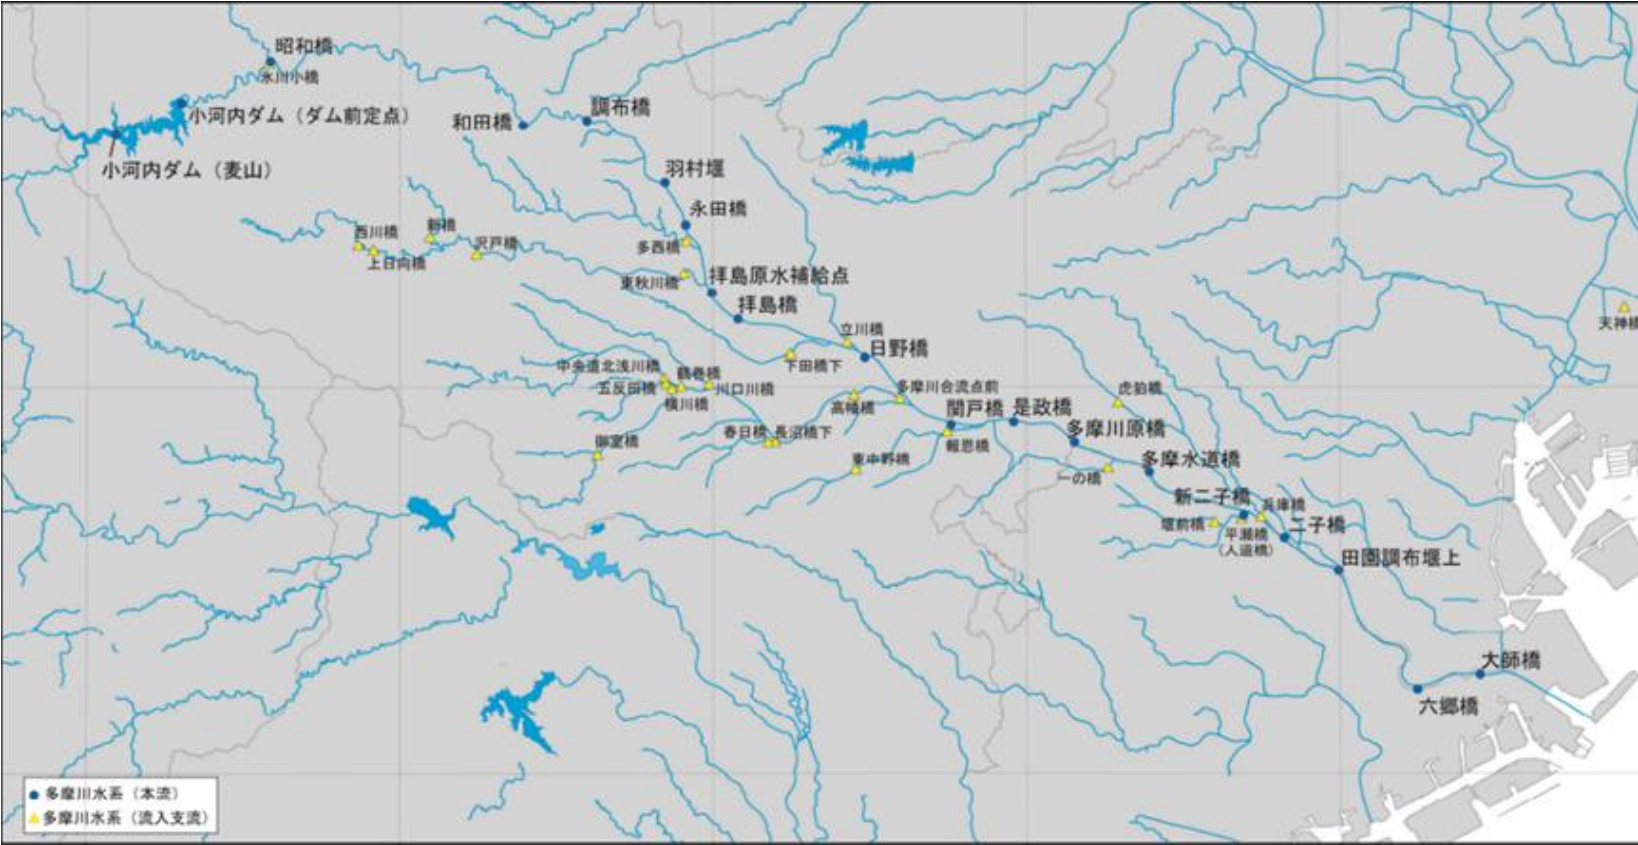 昭和橋
氷川小橋
小河内ダム（ダム前定点）
小河内ダム（麦山）
和田橋
調布橋
羽村堰
永田橋
多西橋
西川橋
新橋
沢戸橋
上日向橋
東秋川橋
拝島原水補給点
拝島橋
天神橋
立川橋
日野橋
下田橋下
中央道北浅川橋
鶴巻橋
五反田橋
川口川橋
横川橋
多摩川合流点前
虎狛橋
高幡橋
関戸橋
是政橋
春日橋
長沼橋下
多摩川原橋
御室橋
報恩橋
東中野橋
多摩水道橋
一の橋
新二子橋
兵庫橋
堰前橋
二子橋
平瀬橋
（人道橋）
田園調布堰上
大師橋
六郷橋
多摩川水系（本流）
多摩川水系（流入支流）